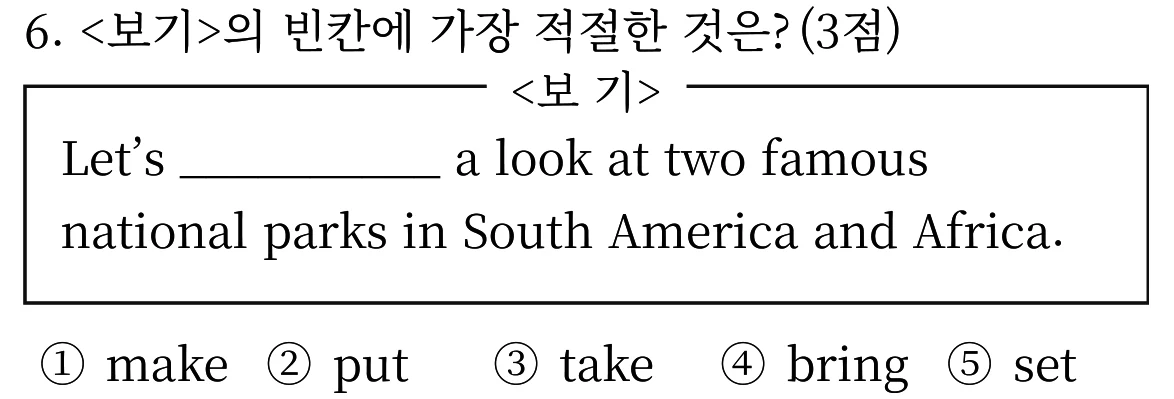 6. <보기>의 빈칸에 가장 적절한 것은?(3점)
<보 기>
Let’s __________ a look at two famous
national parks in South America and Africa.
① make ② put ③ take ④ bring ⑤ set